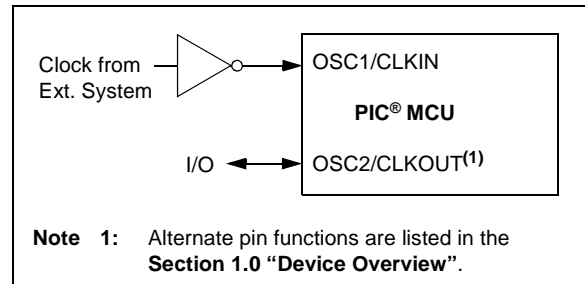 Clock from
Ext. System
OSC1/CLKIN
PIC® MCU
I/O
OSC2/CLKOUT(1)
Note 1: Alternate pin functions are listed in the
Section 1.0 “Device Overview”.